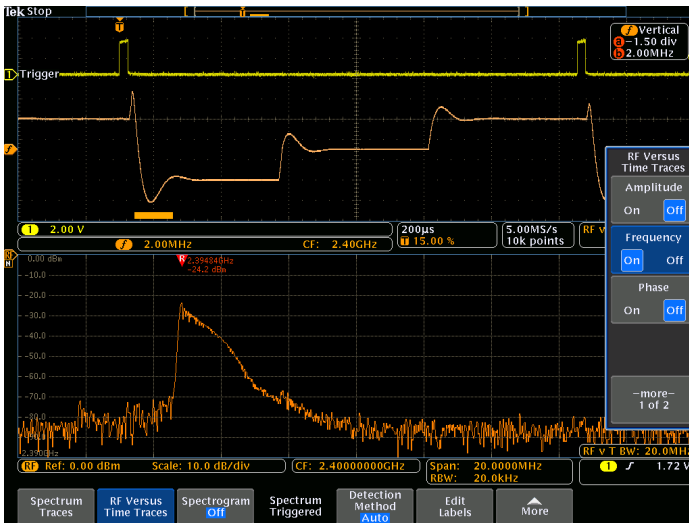 Tek Stop
f Vertical
a -1.50 div
b 2.00MHz
1 Trigger
f
RF Versus
Time Traces
Amplitude
On Off
Frequency
On Off
Phase
On Off
-more-
1 of 2
1 2.00 V
f 2.00MHz CF: 2.40GHz
200µs
T 15.00 %
5.00MS/s
10k points
RF v
0.00 dBm
R 2.39484GHz
-24.2 dBm
-10.0
-20.0
-30.0
-40.0
-50.0
-60.0
-70.0
RF v T BW: 20.0MHz
RF Ref: 0.00 dBm Scale: 10.0 dB/div
CF: 2.40000000GHz
Span: 20.0000MHz
RBW: 20.0kHz
1 1.72 V
Spectrum
Traces
RF Versus
Time Traces
Spectrogram
Off
Spectrum
Triggered
Detection
Method
Auto
Edit
Labels
More